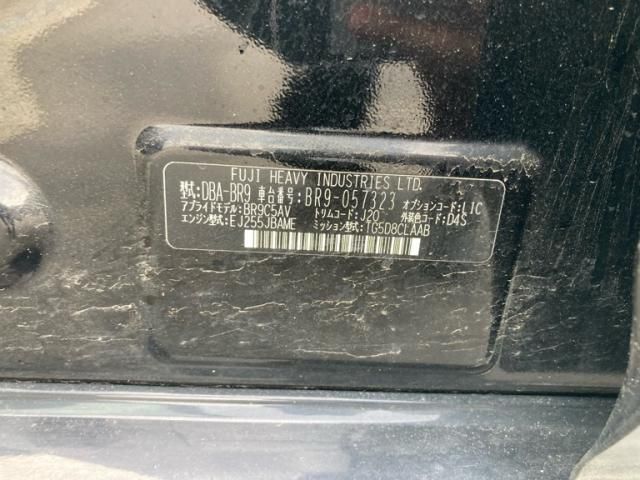 FUJI HEAVY INDUSTRIES LTD.
型式:DBA-BR9 車台番号:BR9-057323 オプションコード:LIC
アプライドモデル:BR9C5AV トリムコード:J20 外装色コード:D4S
エンジン型式:EJ255JBAME ミッション型式:TG5D8CLAAB